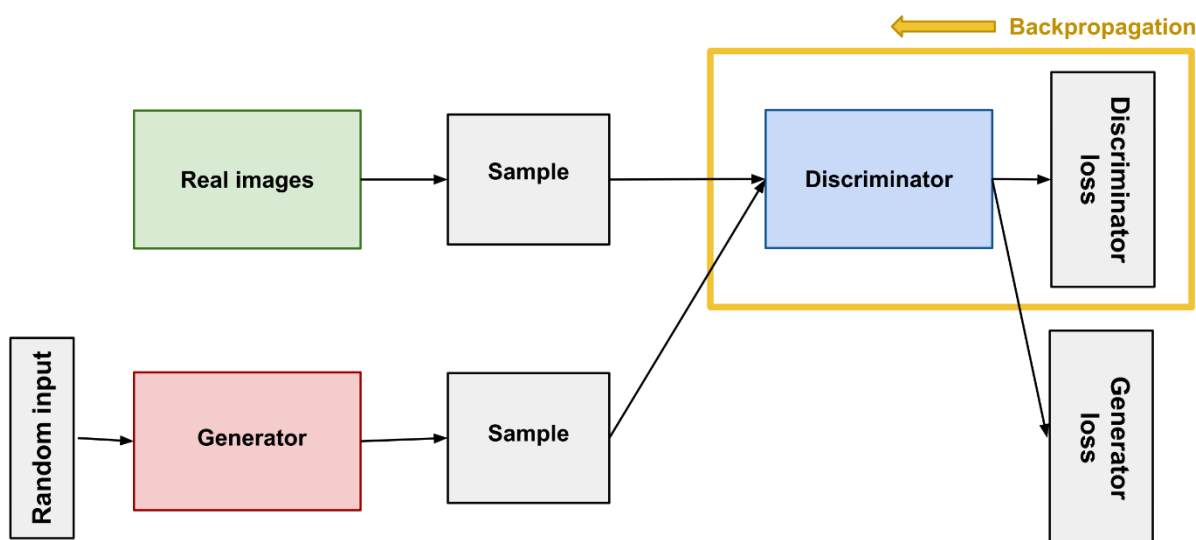 Backpropagation
Real images
Sample
Discriminator
Discriminator
loss
Random input
Generator
Sample
Generator
loss